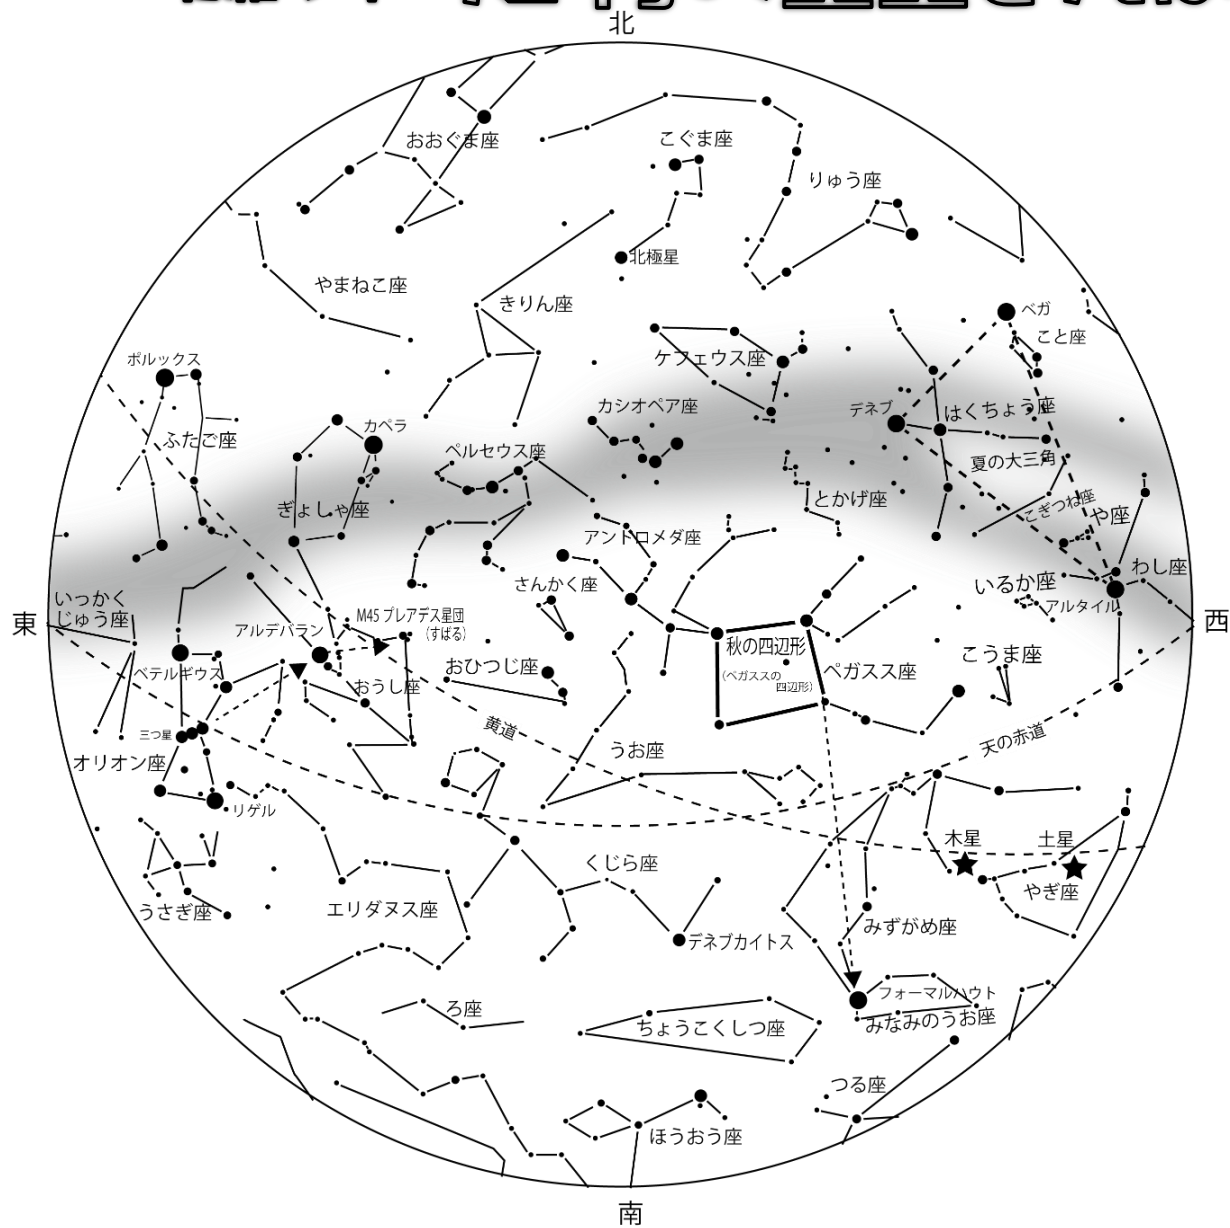 北
おおぐま座
こぐま座
りゅう座
北極星
やまねこ座
きりん座
ベガ
こと座
ポルックス
ケフェウス座
カシオペア座
デネブ
はくちょう座
カペラ
ふたご座
ペルセウス座
夏の大三角
とかげ座
こぎつね座
や座
ぎょしゃ座
アンドロメダ座
わし座
いるか座
さんかく座
アルタイル
いっかく
じゅう座
東
西
M45 プレアデス星団
(すばる)
アルデバラン
秋の四辺形
(ペガススの
四辺形)
ペガスス座
こうま座
ベテルギウス
おひつじ座
おうし座
黄道
天の赤道
三つ星
うお座
オリオン座
リゲル
木星
土星
くじら座
やぎ座
うさぎ座
エリダヌス座
みずがめ座
デネブカイトス
フォーマルハウト
みなみのうお座
ろ座
ちょうこくしつ座
つる座
ほうおう座
南